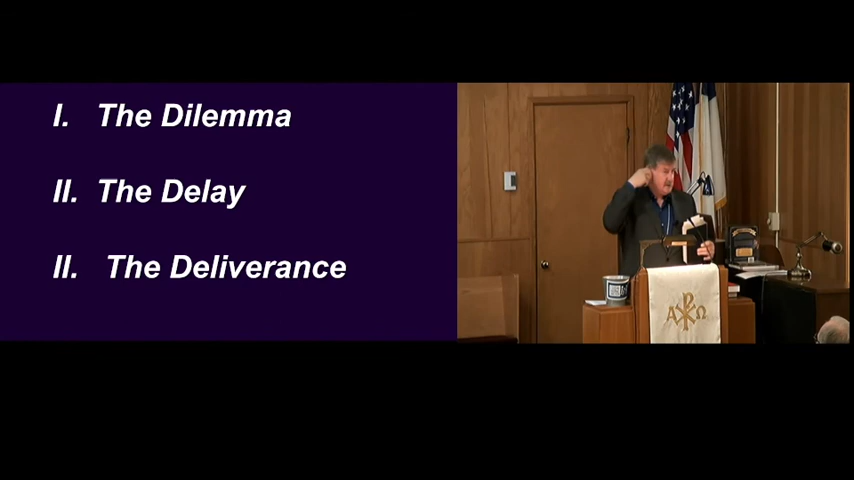 I. The Dilemma
II. The Delay
II. The Deliverance
Α Ω